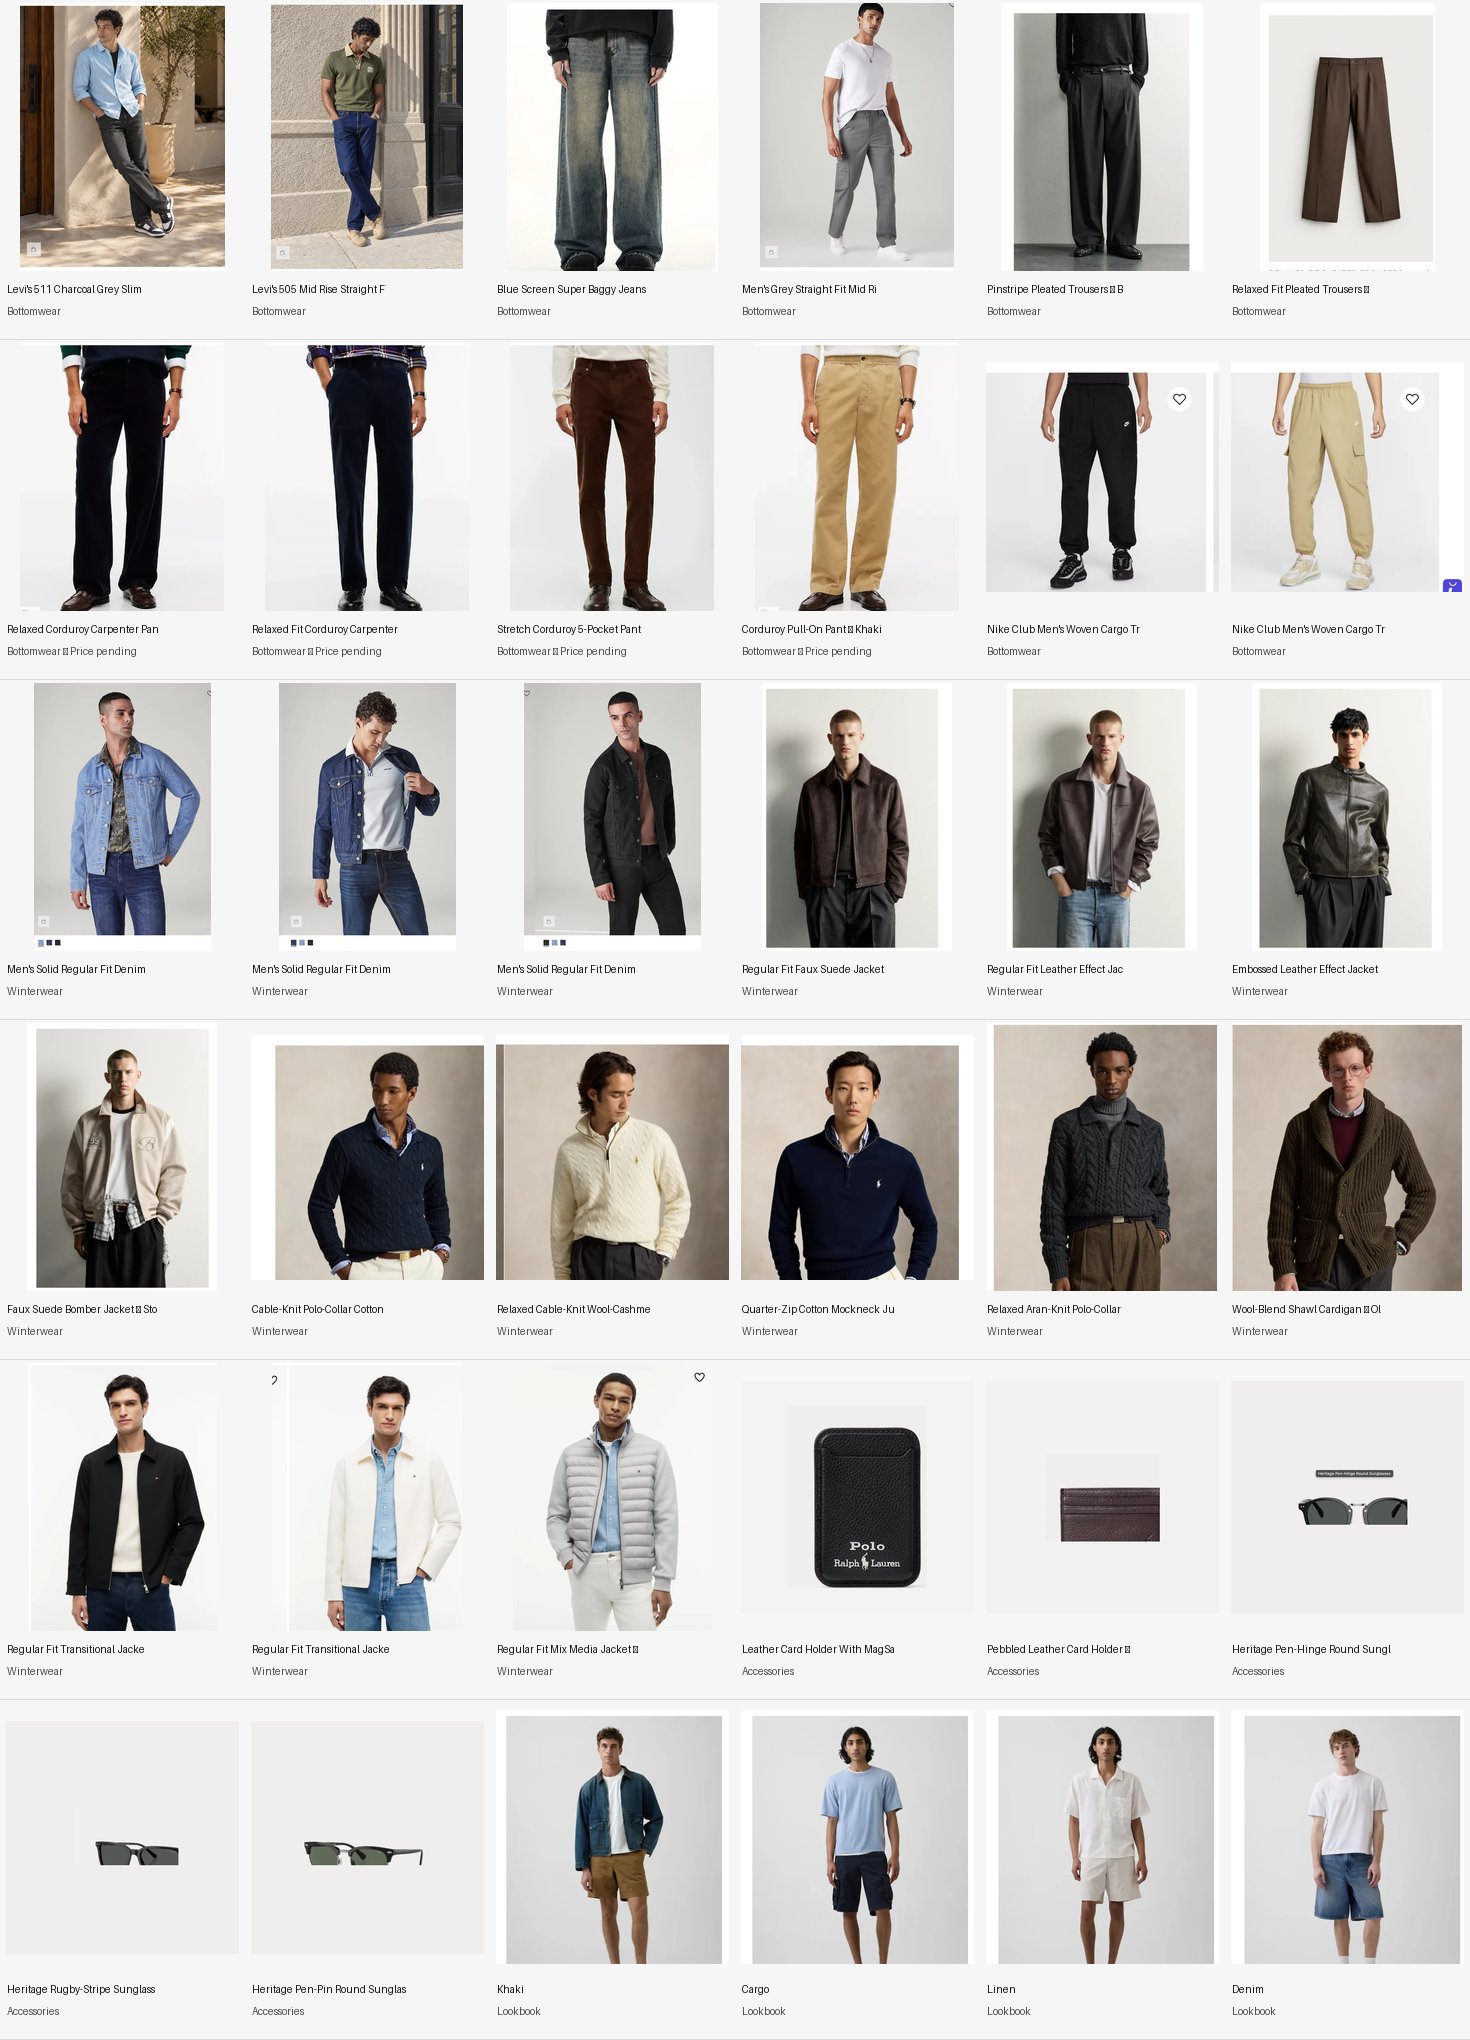 Levi's 511 Charcoal Grey Slim
Bottomwear
Levi's 505 Mid Rise Straight F
Bottomwear
Blue Screen Super Baggy Jeans
Bottomwear
Men's Grey Straight Fit Mid Ri
Bottomwear
Pinstripe Pleated Trousers ▯ B
Bottomwear
Relaxed Fit Pleated Trousers ▯
Bottomwear
Relaxed Corduroy Carpenter Pan
Bottomwear ▯ Price pending
Relaxed Fit Corduroy Carpenter
Bottomwear ▯ Price pending
Stretch Corduroy 5-Pocket Pant
Bottomwear ▯ Price pending
Corduroy Pull-On Pant ▯ Khaki
Bottomwear ▯ Price pending
Nike Club Men's Woven Cargo Tr
Bottomwear
Nike Club Men's Woven Cargo Tr
Bottomwear
Men's Solid Regular Fit Denim
Winterwear
Men's Solid Regular Fit Denim
Winterwear
Men's Solid Regular Fit Denim
Winterwear
Regular Fit Faux Suede Jacket
Winterwear
Regular Fit Leather Effect Jac
Winterwear
Embossed Leather Effect Jacket
Winterwear
95
B
Faux Suede Bomber Jacket ▯ Sto
Winterwear
Cable-Knit Polo-Collar Cotton
Winterwear
Relaxed Cable-Knit Wool-Cashme
Winterwear
Quarter-Zip Cotton Mockneck Ju
Winterwear
Relaxed Aran-Knit Polo-Collar
Winterwear
Wool-Blend Shawl Cardigan ▯ Ol
Winterwear
Regular Fit Transitional Jacke
Winterwear
Regular Fit Transitional Jacke
Winterwear
Regular Fit Mix Media Jacket ▯
Winterwear
Polo
Ralph Lauren
Leather Card Holder With MagSa
Accessories
Pebbled Leather Card Holder ▯
Accessories
Heritage Pen-Hinge Round Sunglasses
Heritage Pen-Hinge Round Sungl
Accessories
Heritage Rugby-Stripe Sunglass
Accessories
Heritage Pen-Pin Round Sunglas
Accessories
Khaki
Lookbook
Cargo
Lookbook
Linen
Lookbook
Denim
Lookbook